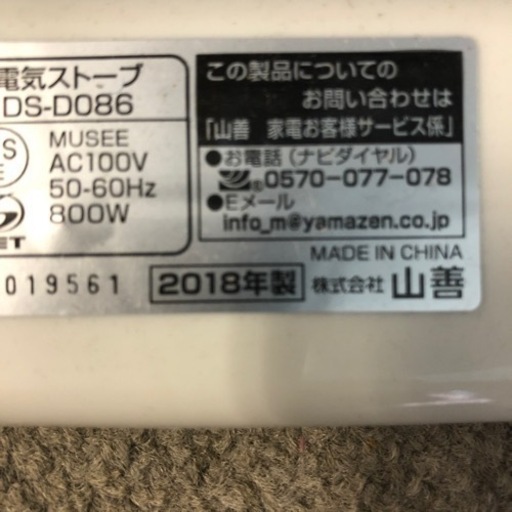 電気ストーブ
DS-D086
MUSEE
AC100V
50-60Hz
800W
この製品についての
お問い合わせは
「山善 家電お客様サービス係」
●お電話（ナビダイヤル）
0570-077-078
●Eメール
info_m@yamazen.co.jp
MADE IN CHINA
019561
2018年製
株式会社 山善